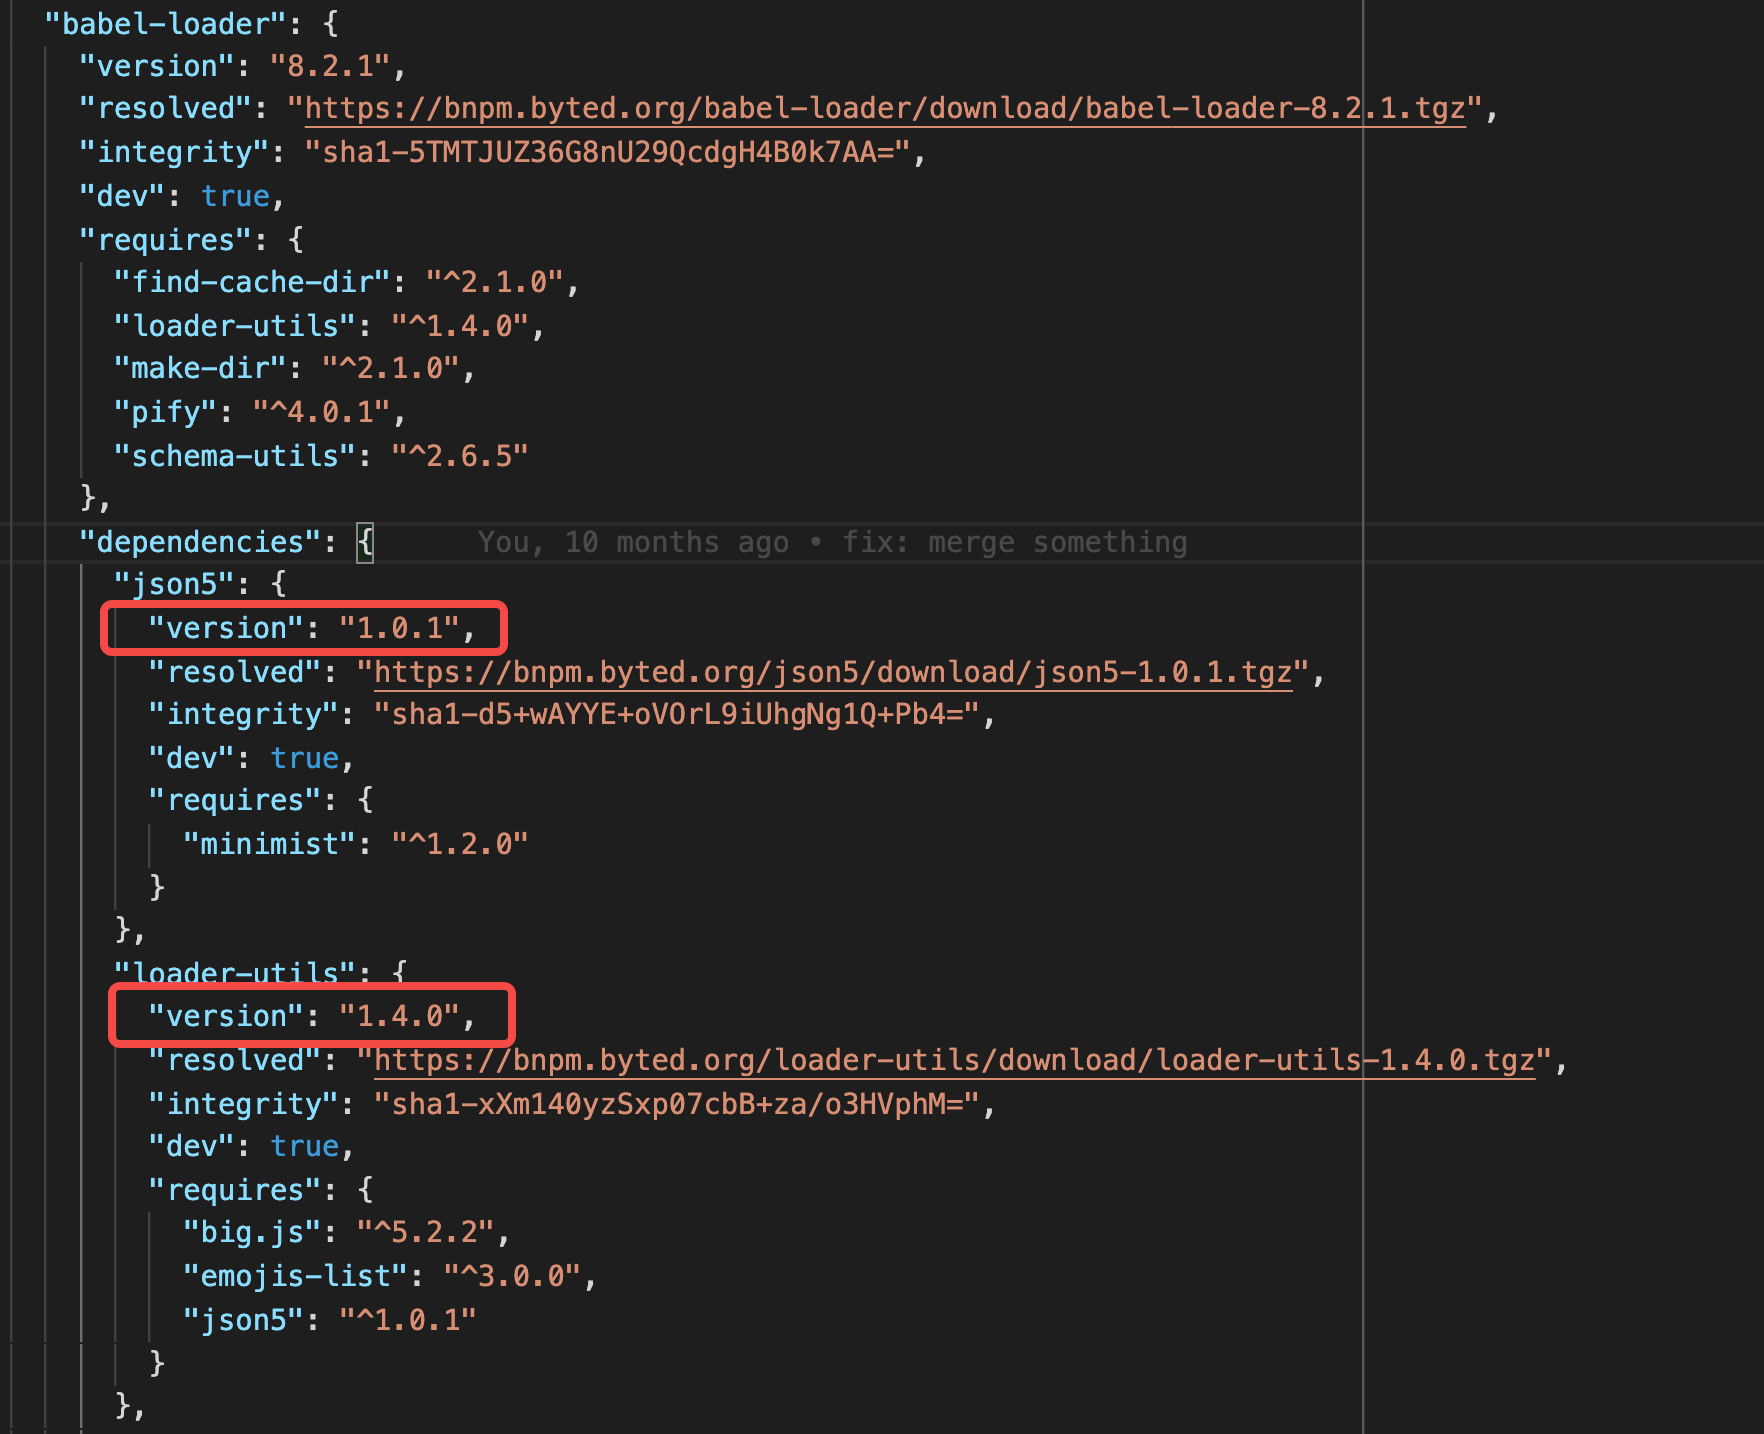 "babel-loader": {
"version": "8.2.1",
"resolved": "https://bnpm.byted.org/babel-loader/download/babel-loader-8.2.1.tgz",
"integrity": "sha1-5TMTJUZ36G8nU29QcdgH4B0k7AA=",
"dev": true,
"requires": {
"find-cache-dir": "^2.1.0",
"loader-utils": "^1.4.0",
"make-dir": "^2.1.0",
"pify": "^4.0.1",
"schema-utils": "^2.6.5"
},
"dependencies": { You, 10 months ago • fix: merge something
"json5": {
"version": "1.0.1",
"resolved": "https://bnpm.byted.org/json5/download/json5-1.0.1.tgz",
"integrity": "sha1-d5+wAYYE+oVOrL9iUhgNg1Q+Pb4=",
"dev": true,
"requires": {
"minimist": "^1.2.0"
}
},
"loader-utils": {
"version": "1.4.0",
"resolved": "https://bnpm.byted.org/loader-utils/download/loader-utils-1.4.0.tgz",
"integrity": "sha1-xXm140yzSxp07cbB+za/o3HVphM=",
"dev": true,
"requires": {
"big.js": "^5.2.2",
"emojis-list": "^3.0.0",
"json5": "^1.0.1"
}
},